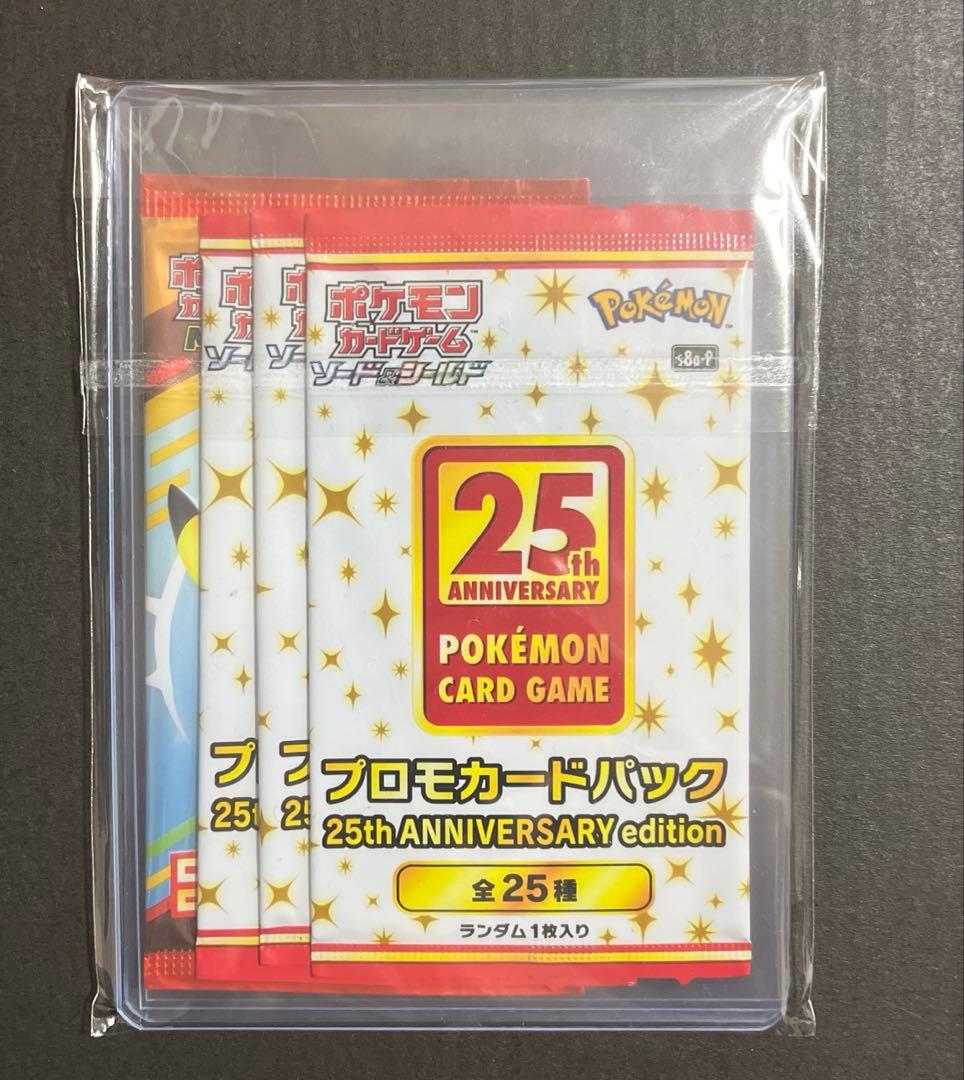 ポケモン
カードゲーム
ソード&シールド
Pokémon
s8a-P
25th
ANNIVERSARY
POKÉMON
CARD GAME
プロモカードパック
25th ANNIVERSARY edition
全25種
ランダム1枚入り